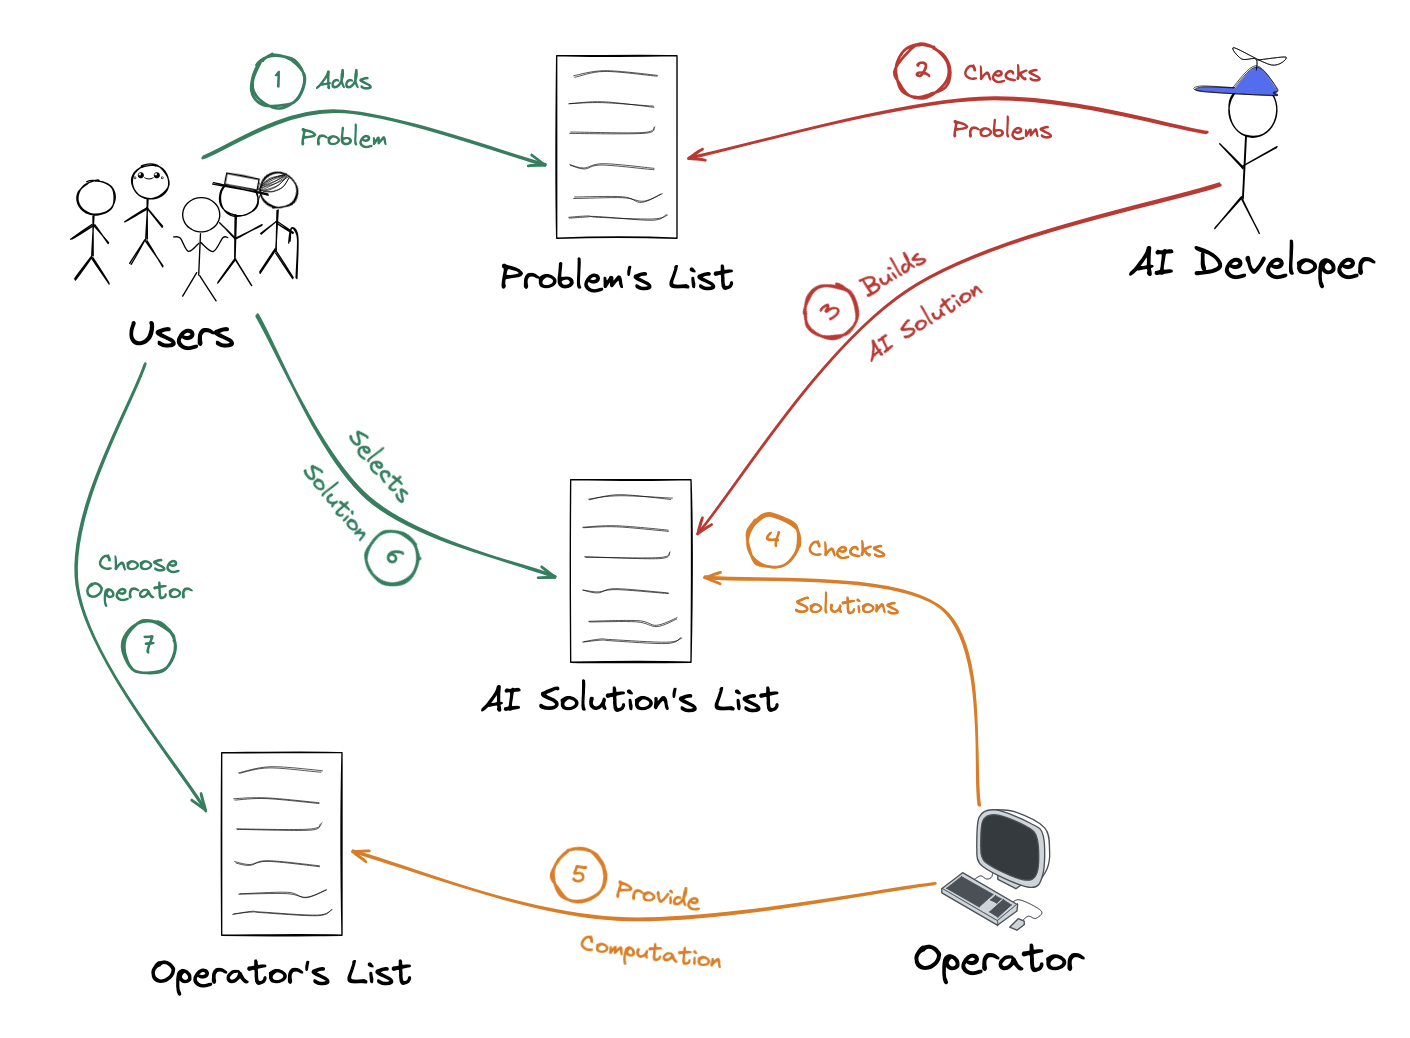 1 Adds
Problem
2 Checks
Problems
Problem's List
AI Developer
Users
3 Builds
AI Solution
Selects
Solution
6
4 Checks
Solutions
Choose
Operator
7
AI Solution's List
5 Provide
Computation
Operator's List
Operator